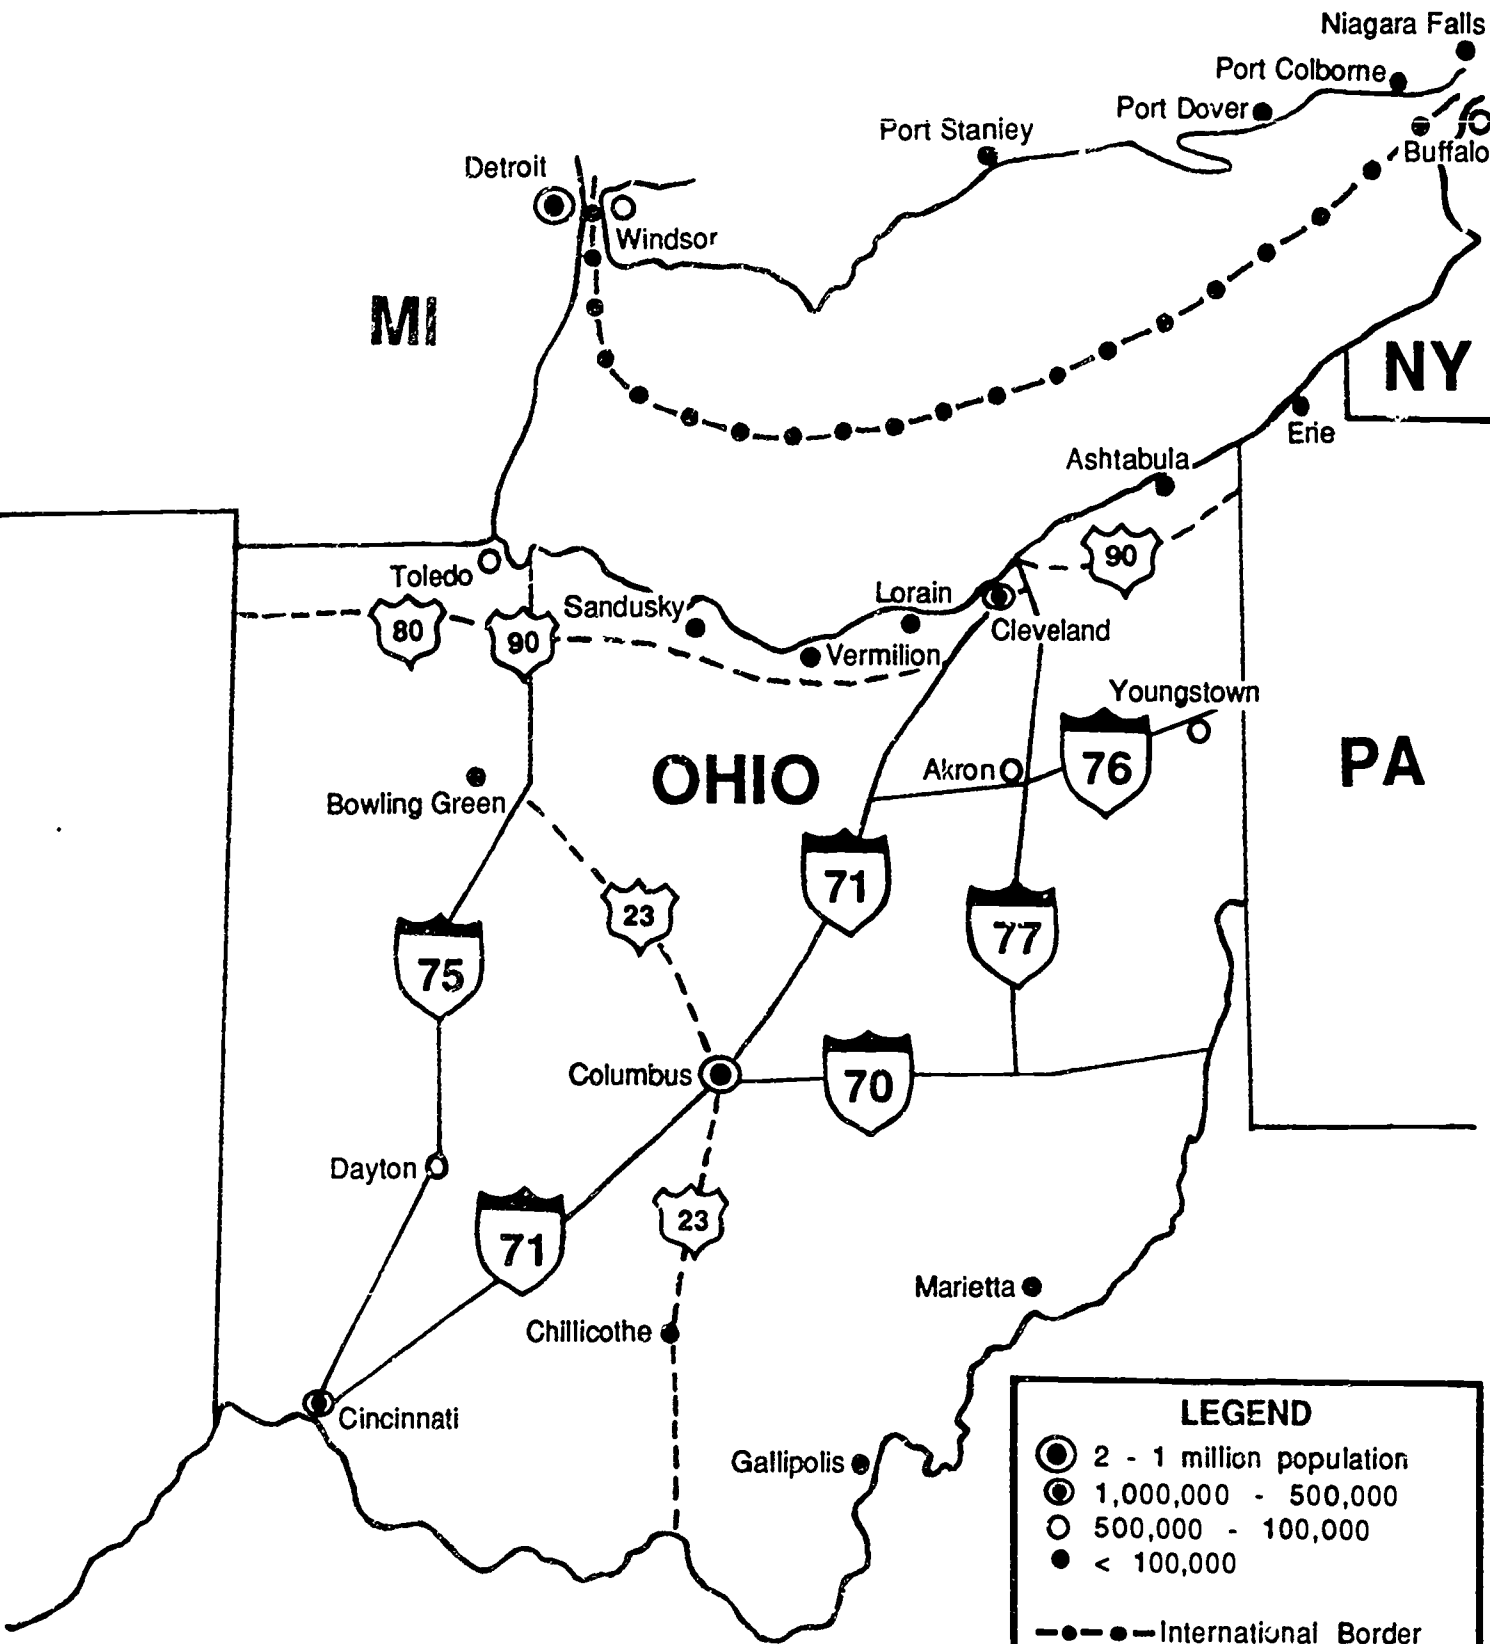 Niagara Falls
Port Colborne
Port Dover
Port Stanley
Buffalo
Detroit
Windsor
MI
NY
Erie
Ashtabula
90
Toledo
80
90
Sandusky
Lorain
Cleveland
Vermilion
Youngstown
OHIO
Akron
76
PA
Bowling Green
71
23
77
75
Columbus
70
Dayton
71
23
Marietta
Chillicothe
Cincinnati
Gallipolis
LEGEND
2 - 1 million population
1,000,000 - 500,000
500,000 - 100,000
< 100,000
International Border